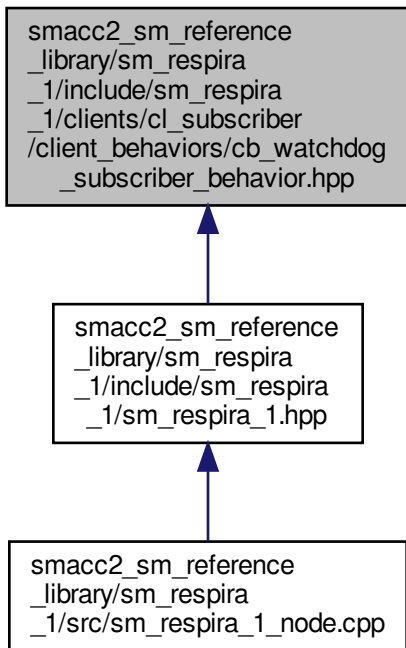 smacc2_sm_reference
_library/sm_respira
_1/include/sm_respira
_1/clients/cl_subscriber
/client_behaviors/cb_watchdog
_subscriber_behavior.hpp
smacc2_sm_reference
_library/sm_respira
_1/include/sm_respira
_1/sm_respira_1.hpp
smacc2_sm_reference
_library/sm_respira
_1/src/sm_respira_1_node.cpp